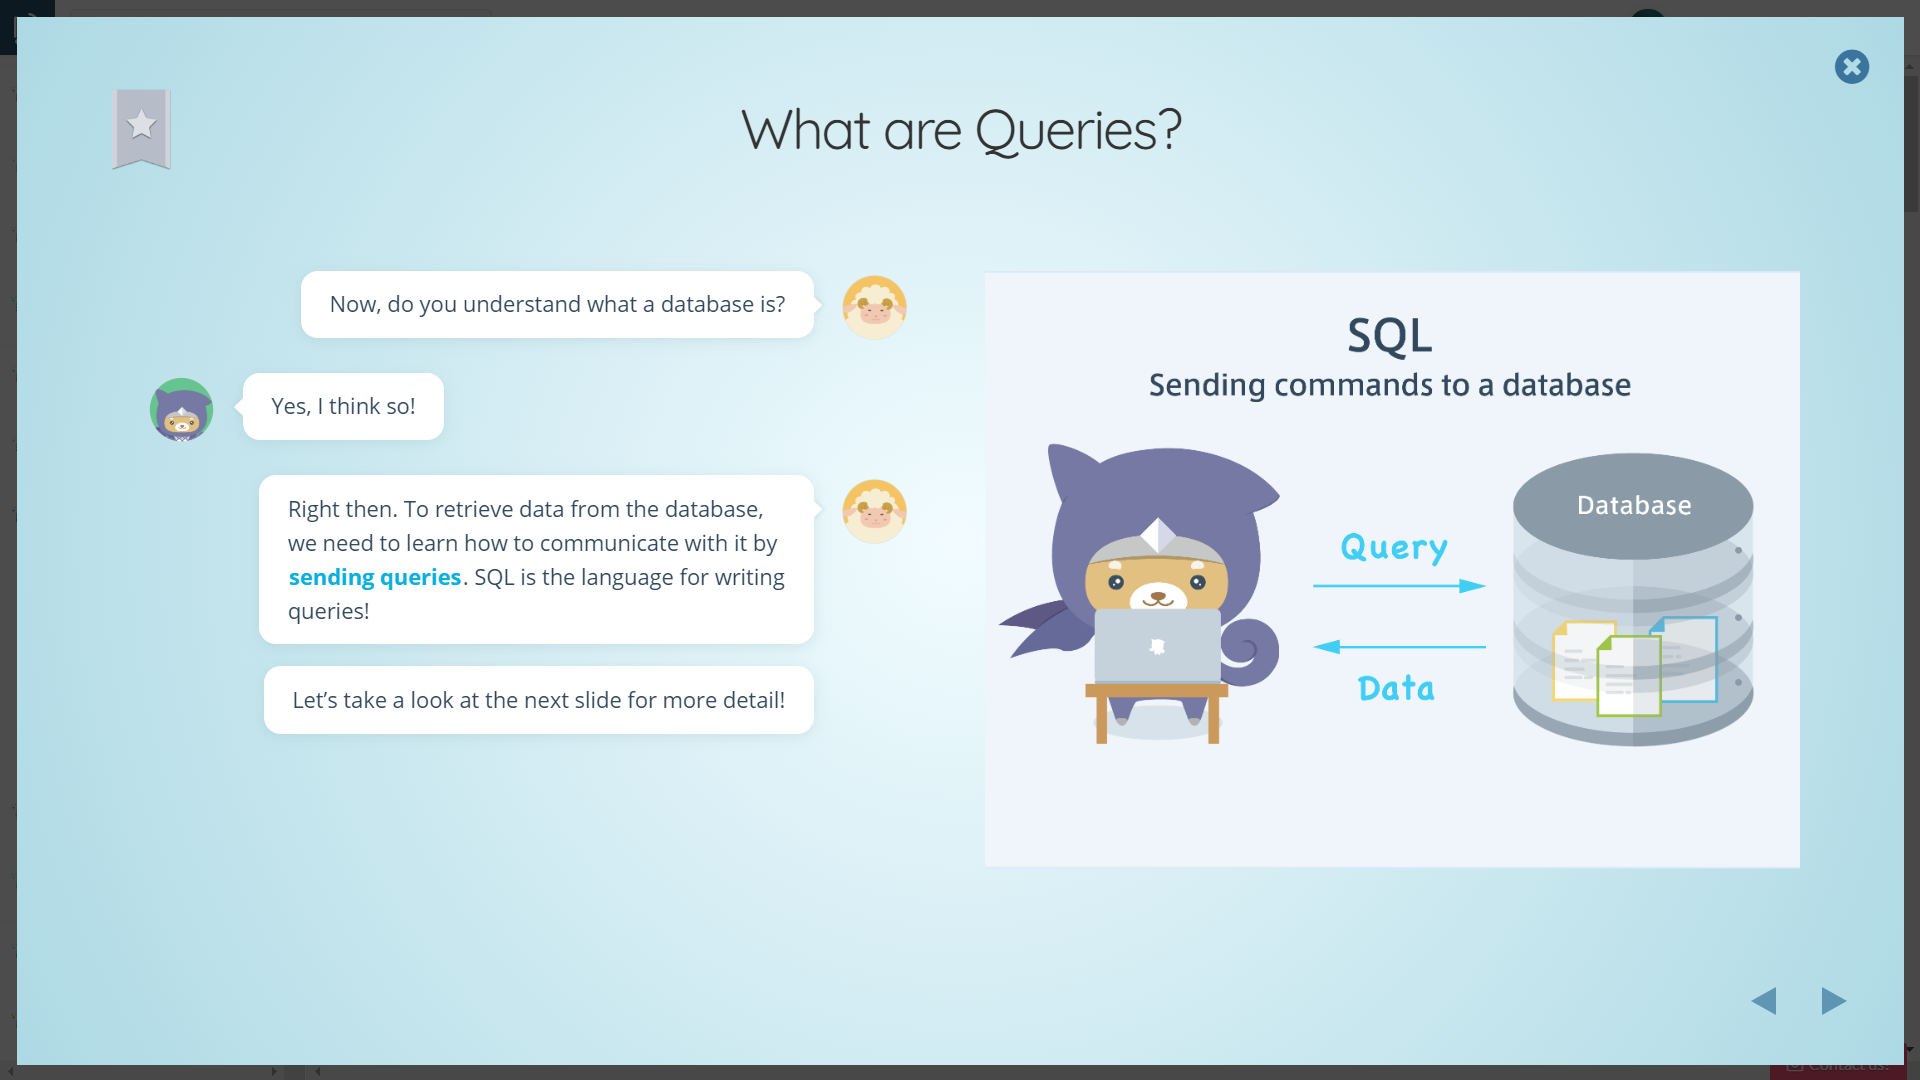 What are Queries?
Now, do you understand what a database is?
Yes, I think so!
Right then. To retrieve data from the database,
we need to learn how to communicate with it by
sending queries. SQL is the language for writing
queries!
Let’s take a look at the next slide for more detail!
SQL
Sending commands to a database
Database
Query
Data
Contact us!